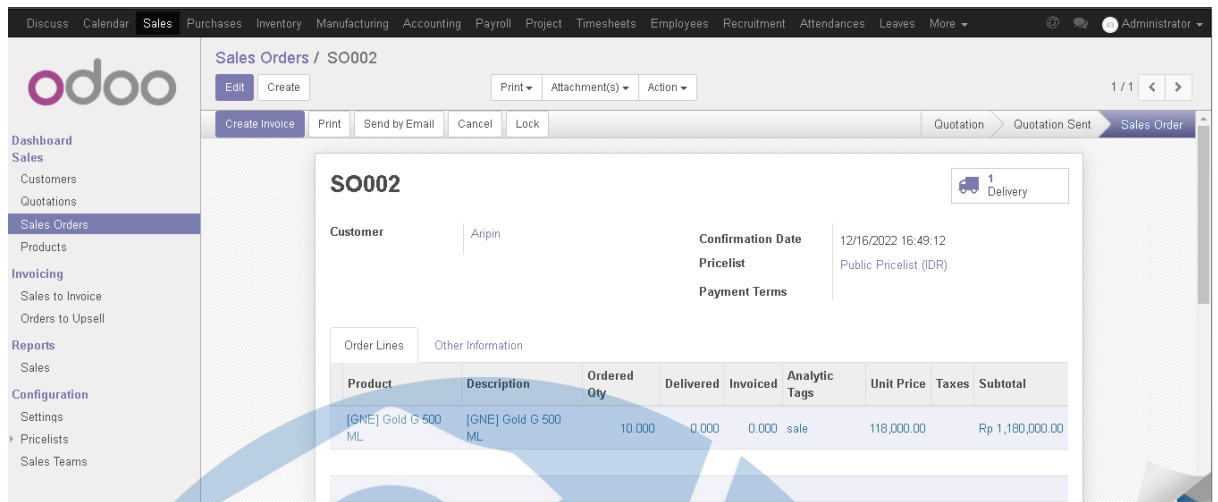 Discuss Calendar Sales Purchases Inventory Manufacturing Accounting Payroll Project Timesheets Employees Recruitment Attendances Leaves More Administrator
odoo
Sales Orders / SO002
Edit Create Print Attachment(s) Action 1 / 1
Create Invoice Print Send by Email Cancel Lock Quotation Quotation Sent Sales Order
Dashboard
Sales
Customers
Quotations
Sales Orders
Products
Invoicing
Sales to Invoice
Orders to Upsell
Reports
Sales
Configuration
Settings
Pricelists
Sales Teams
SO002
1
Delivery
Customer Aripin
Confirmation Date 12/16/2022 16:49:12
Pricelist Public Pricelist (IDR)
Payment Terms
Order Lines Other Information
Product Description Ordered Qty Delivered Invoiced Analytic Tags Unit Price Taxes Subtotal
[GNE] Gold G 500 ML [GNE] Gold G 500 ML 10.000 0.000 0.000 sale 118,000.00 Rp 1,180,000.00